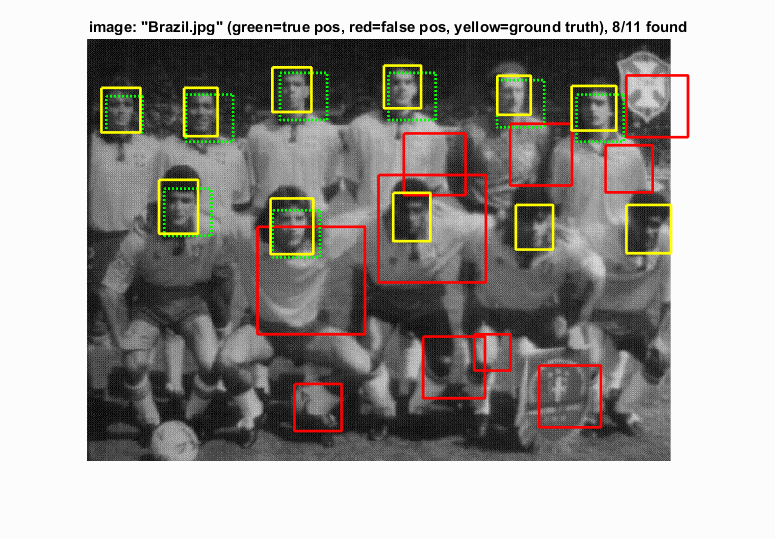 image: "Brazil.jpg" (green=true pos, red=false pos, yellow=ground truth), 8/11 found